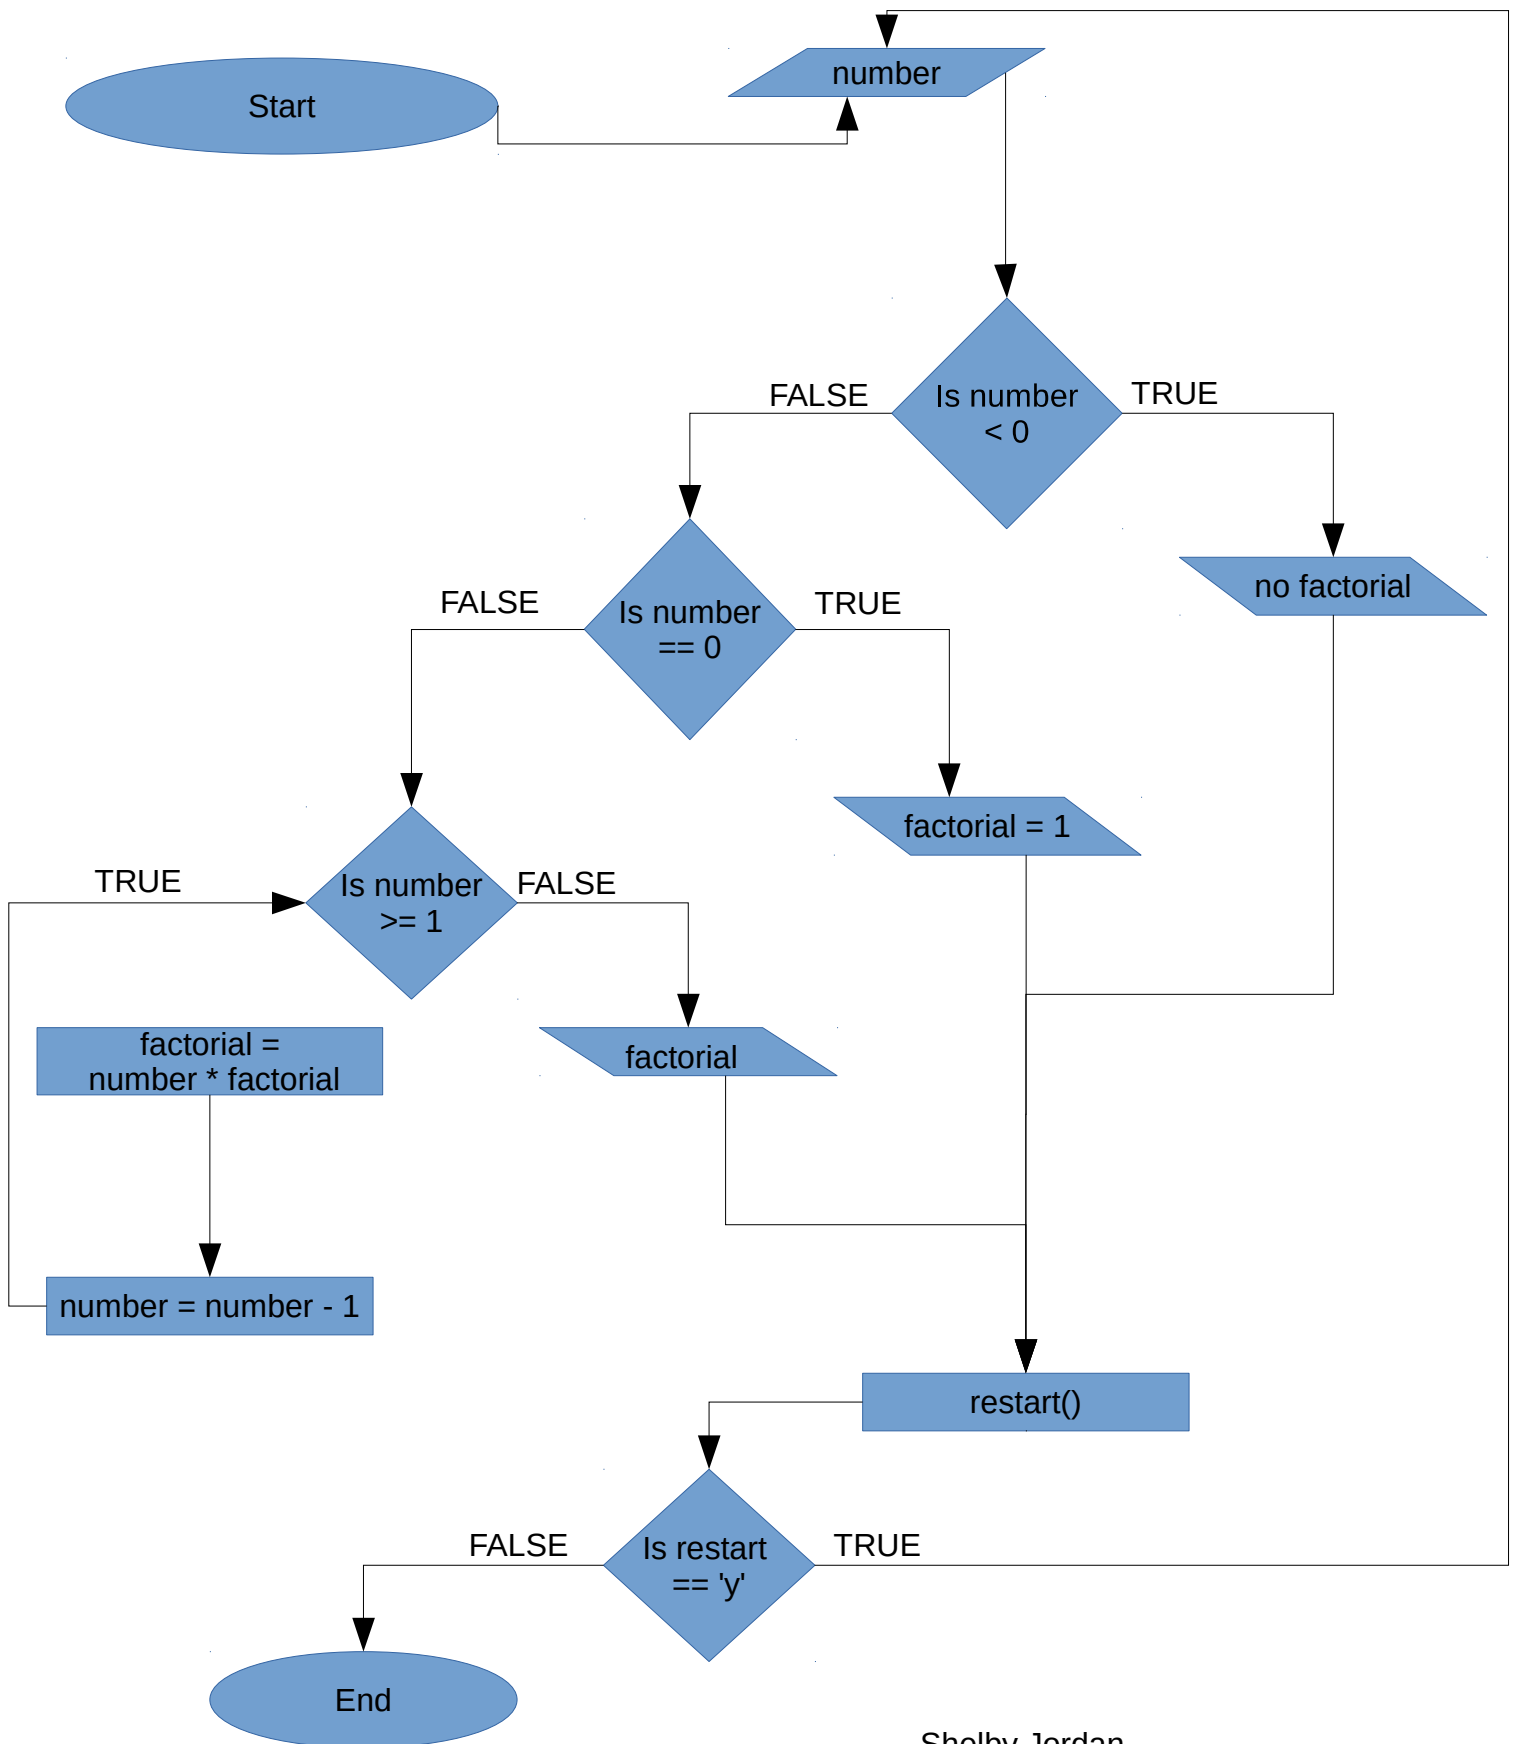 number
Start
FALSE
Is number
< 0
TRUE
no factorial
FALSE
Is number
== 0
TRUE
factorial = 1
TRUE
Is number
>= 1
FALSE
factorial =
number * factorial
factorial
number = number - 1
restart()
FALSE
Is restart
== 'y'
TRUE
End
Shelby Jordan